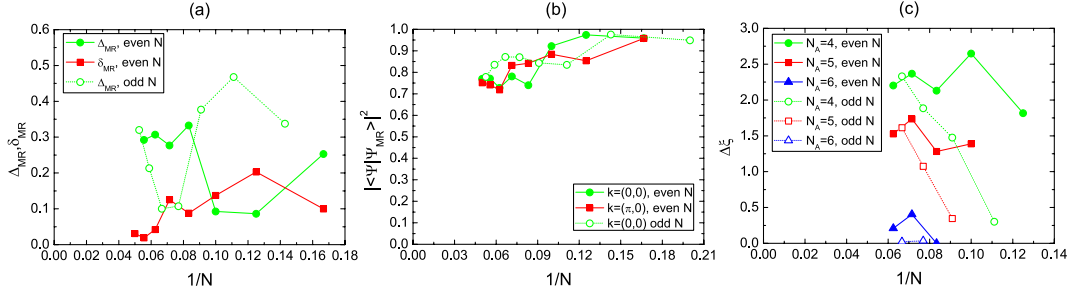 (a)
Δ_MR, even N
δ_MR, even N
Δ_MR, odd N
0.6
0.5
0.4
0.3
0.2
0.1
0.0
Δ_MR, δ_MR
0.00 0.02 0.04 0.06 0.08 0.10 0.12 0.14 0.16 0.18
1/N
(b)
1.0
0.9
0.8
0.7
0.6
0.5
0.4
0.3
0.2
0.1
0.0
|<Ψ|Ψ_MR>|²
k=(0,0), even N
k=(π,0), even N
k=(0,0) odd N
0.00 0.03 0.06 0.09 0.12 0.15 0.18 0.21
1/N
(c)
N_A=4, even N
N_A=5, even N
N_A=6, even N
N_A=4, odd N
N_A=5, odd N
N_A=6, odd N
3.0
2.5
2.0
1.5
1.0
0.5
0.0
Δξ
0.00 0.02 0.04 0.06 0.08 0.10 0.12 0.14
1/N